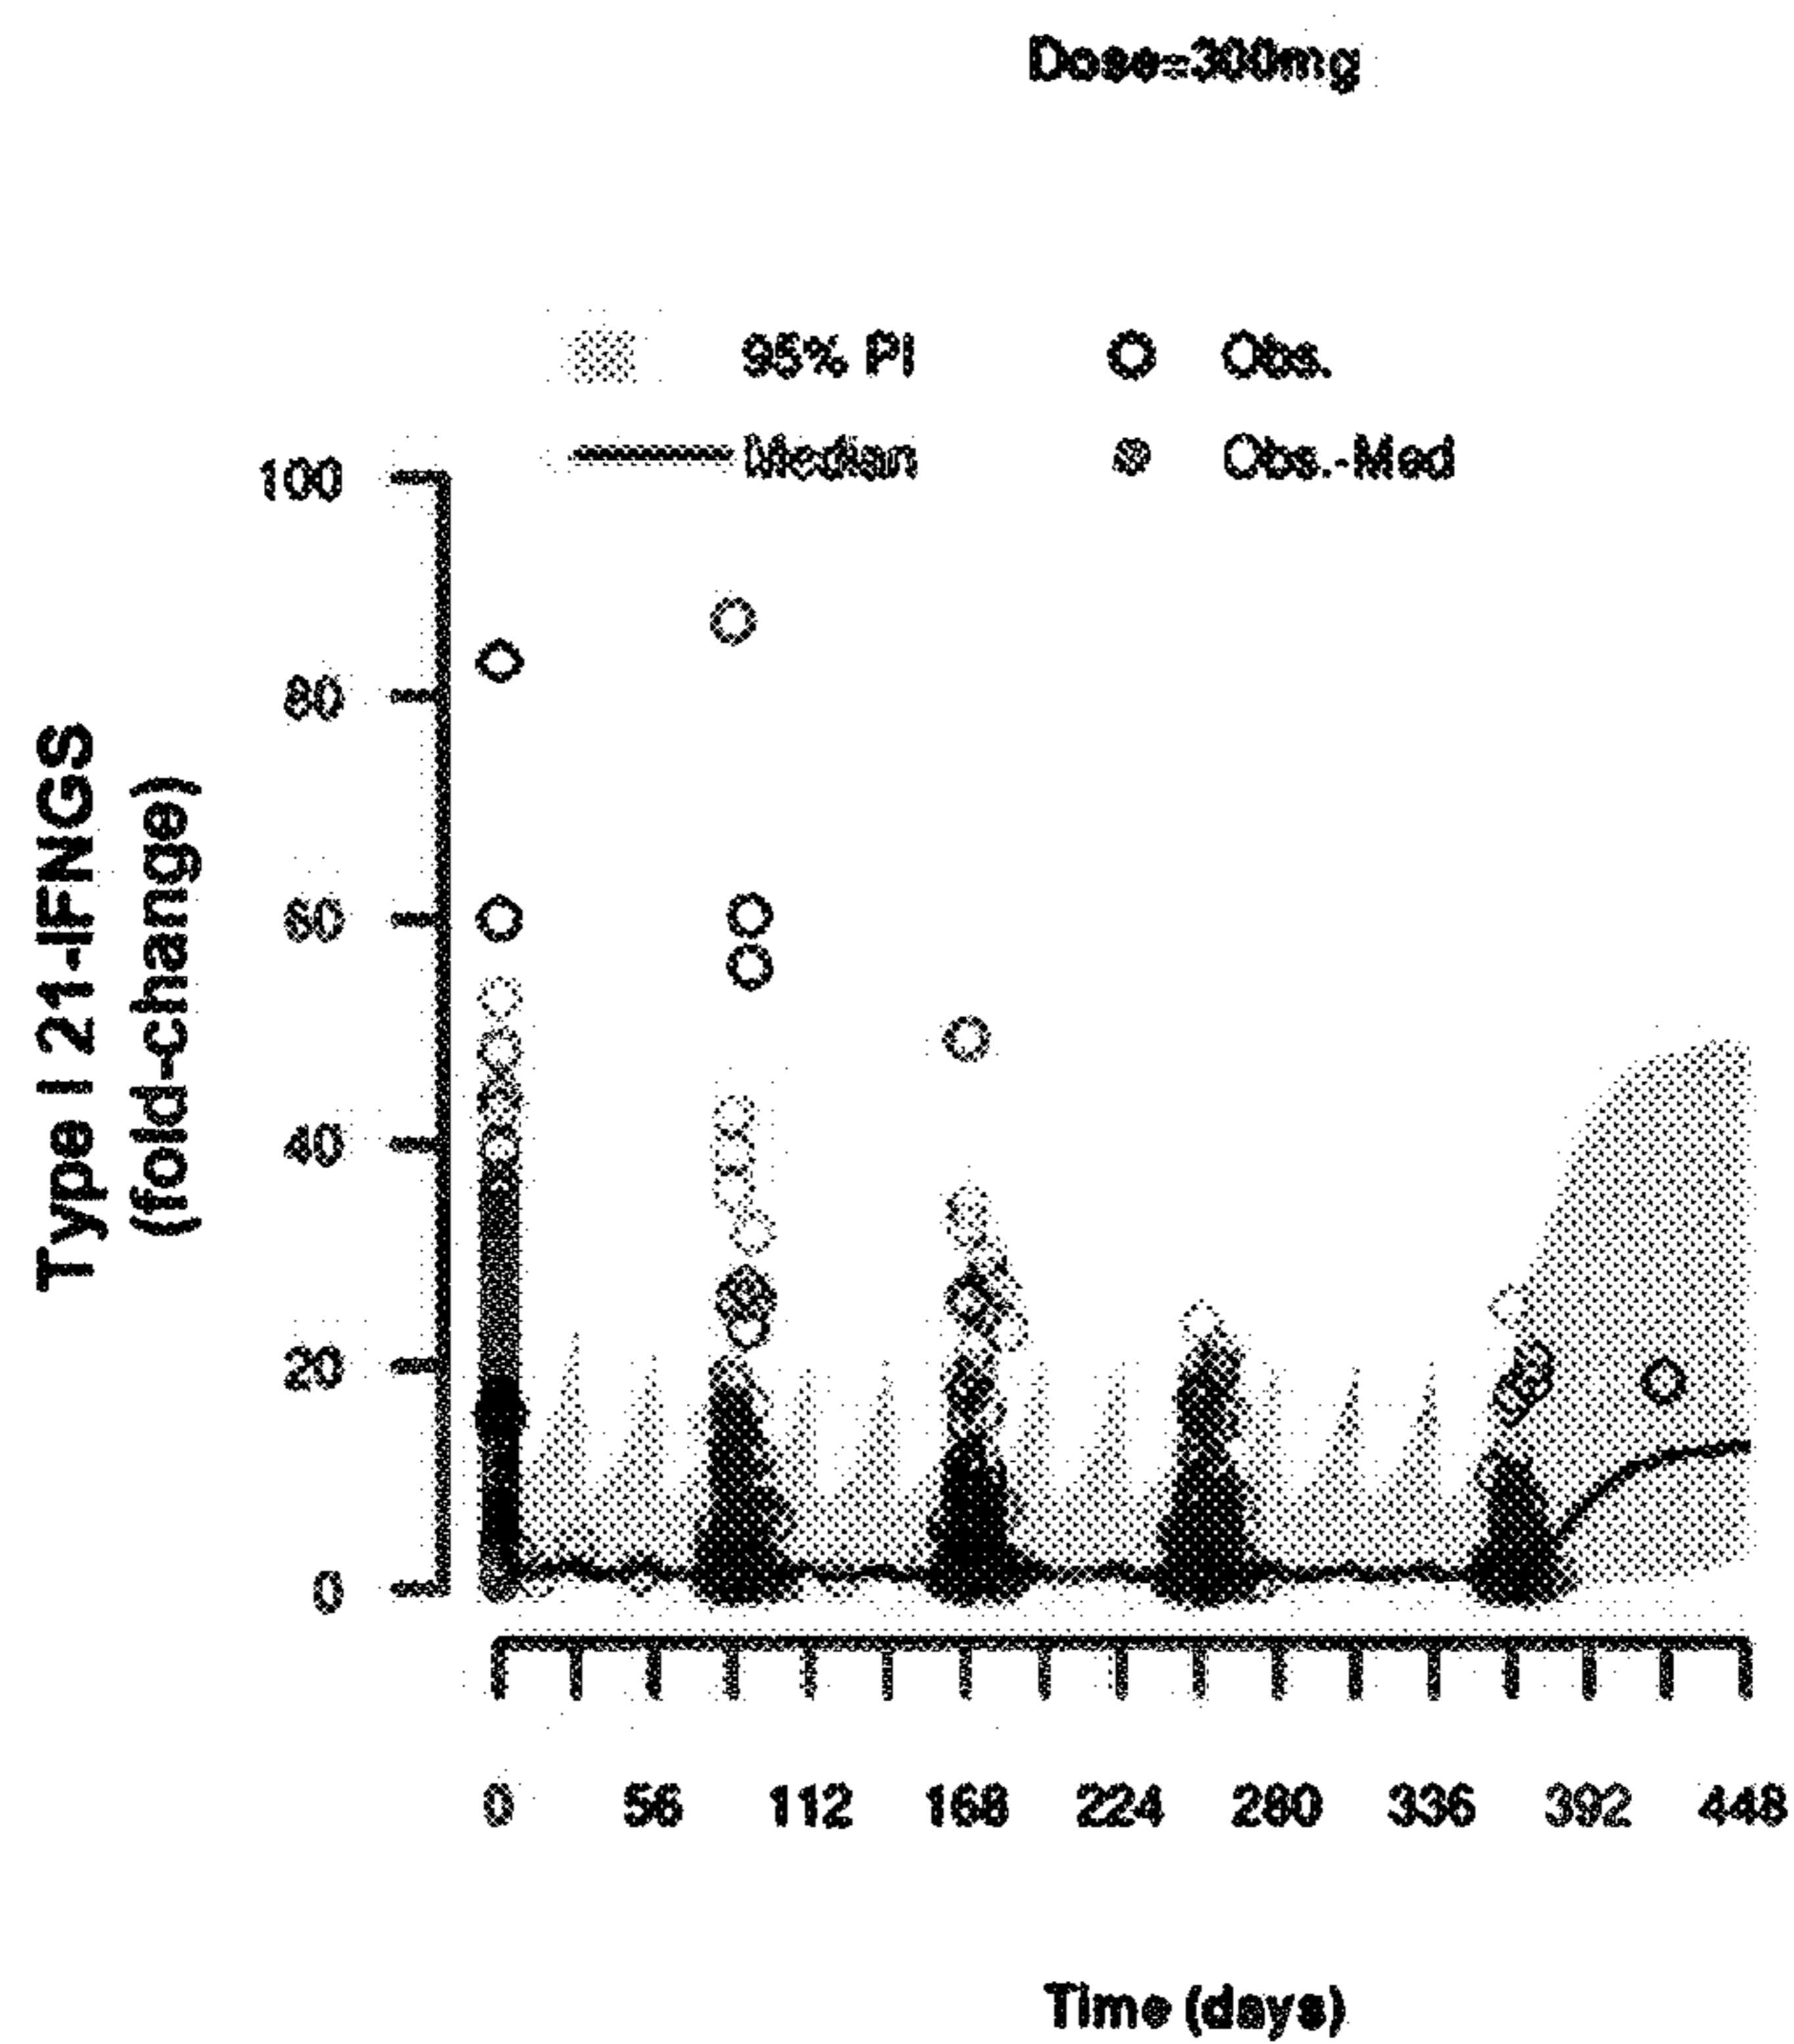 Dose=300mg
95% PI
Obs.
Median
Obs.-Med
100
80
60
40
20
0
Type I 21-IFNGS
(fold-change)
0 56 112 168 224 280 336 392 448
Time (days)